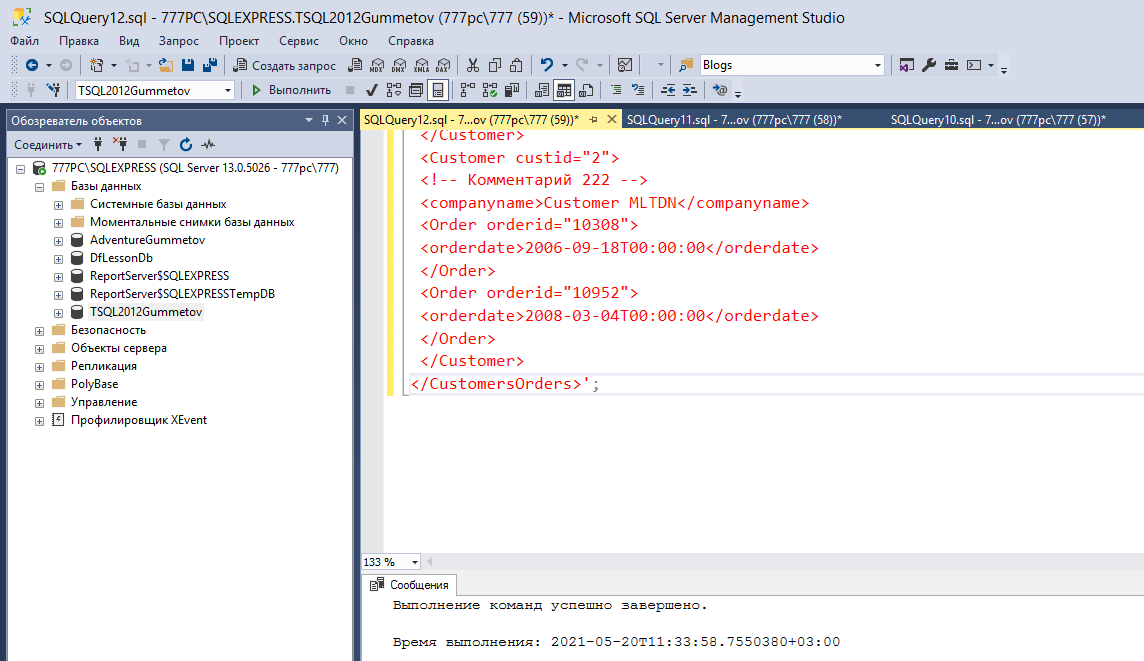 SQLQuery12.sql - 777PC\SQLEXPRESS.TSQL2012Gummetov (777pc\777 (59))* - Microsoft SQL Server Management Studio
Файл Правка Вид Запрос Проект Сервис Окно Справка
Создать запрос MDX DMX XMLA DAX Blogs
TSQL2012Gummetov Выполнить
Обозреватель объектов
Соединить
777PC\SQLEXPRESS (SQL Server 13.0.5026 - 777pc\777)
Базы данных
Системные базы данных
Моментальные снимки базы данных
AdventureGummetov
DfLessonDb
ReportServer$SQLEXPRESS
ReportServer$SQLEXPRESSTempDB
TSQL2012Gummetov
Безопасность
Объекты сервера
Репликация
PolyBase
Управление
Профилировщик XEvent
SQLQuery12.sql - 7...ov (777pc\777 (59))* SQLQuery11.sql - 7...ov (777pc\777 (58))* SQLQuery10.sql - 7...ov (777pc\777 (57))*
</Customer>
<Customer custid="2">
<!-- Комментарий 222 -->
<companyname>Customer MLTDN</companyname>
<Order orderid="10308">
<orderdate>2006-09-18T00:00:00</orderdate>
</Order>
<Order orderid="10952">
<orderdate>2008-03-04T00:00:00</orderdate>
</Order>
</Customer>
</CustomersOrders>';
133 %
Сообщения
Выполнение команд успешно завершено.
Время выполнения: 2021-05-20T11:33:58.7550380+03:00